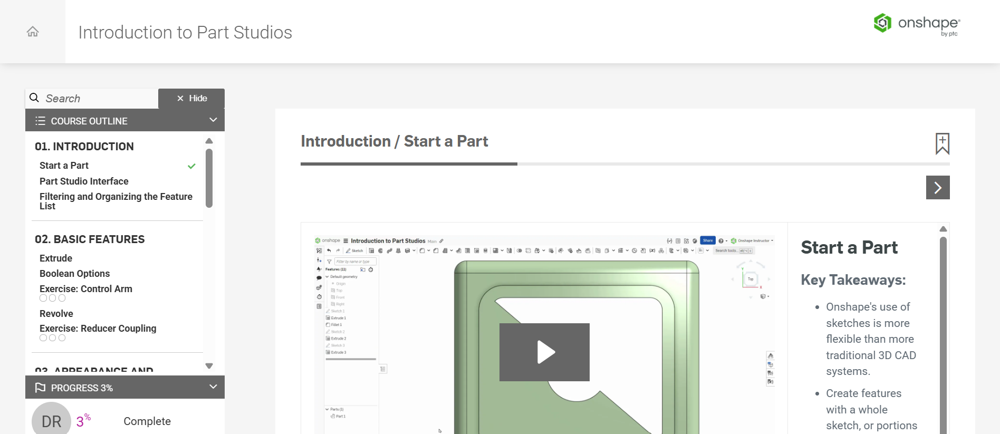 Introduction to Part Studios
onshape
by ptc
Search
Hide
COURSE OUTLINE
01. INTRODUCTION
Start a Part
Part Studio Interface
Filtering and Organizing the Feature
List
02. BASIC FEATURES
Extrude
Boolean Options
Exercise: Control Arm
Revolve
Exercise: Reducer Coupling
03. APPEARANCE AND
PROGRESS 3%
DR
3%
Complete
Introduction / Start a Part
onshape Introduction to Part Studios Main
Share
Onshape Instructor
Sketch
Search tools...
Filter by name or type
Features (11)
Default geometry
Origin
Top
Front
Right
Sketch 1
Extrude 1
Fillet 1
Sketch 2
Extrude 2
Sketch 3
Extrude 3
Parts (1)
Part 1
Y
Top
X
Start a Part
Key Takeaways:
• Onshape's use of
sketches is more
flexible than more
traditional 3D CAD
systems.
• Create features
with a whole
sketch, or portions